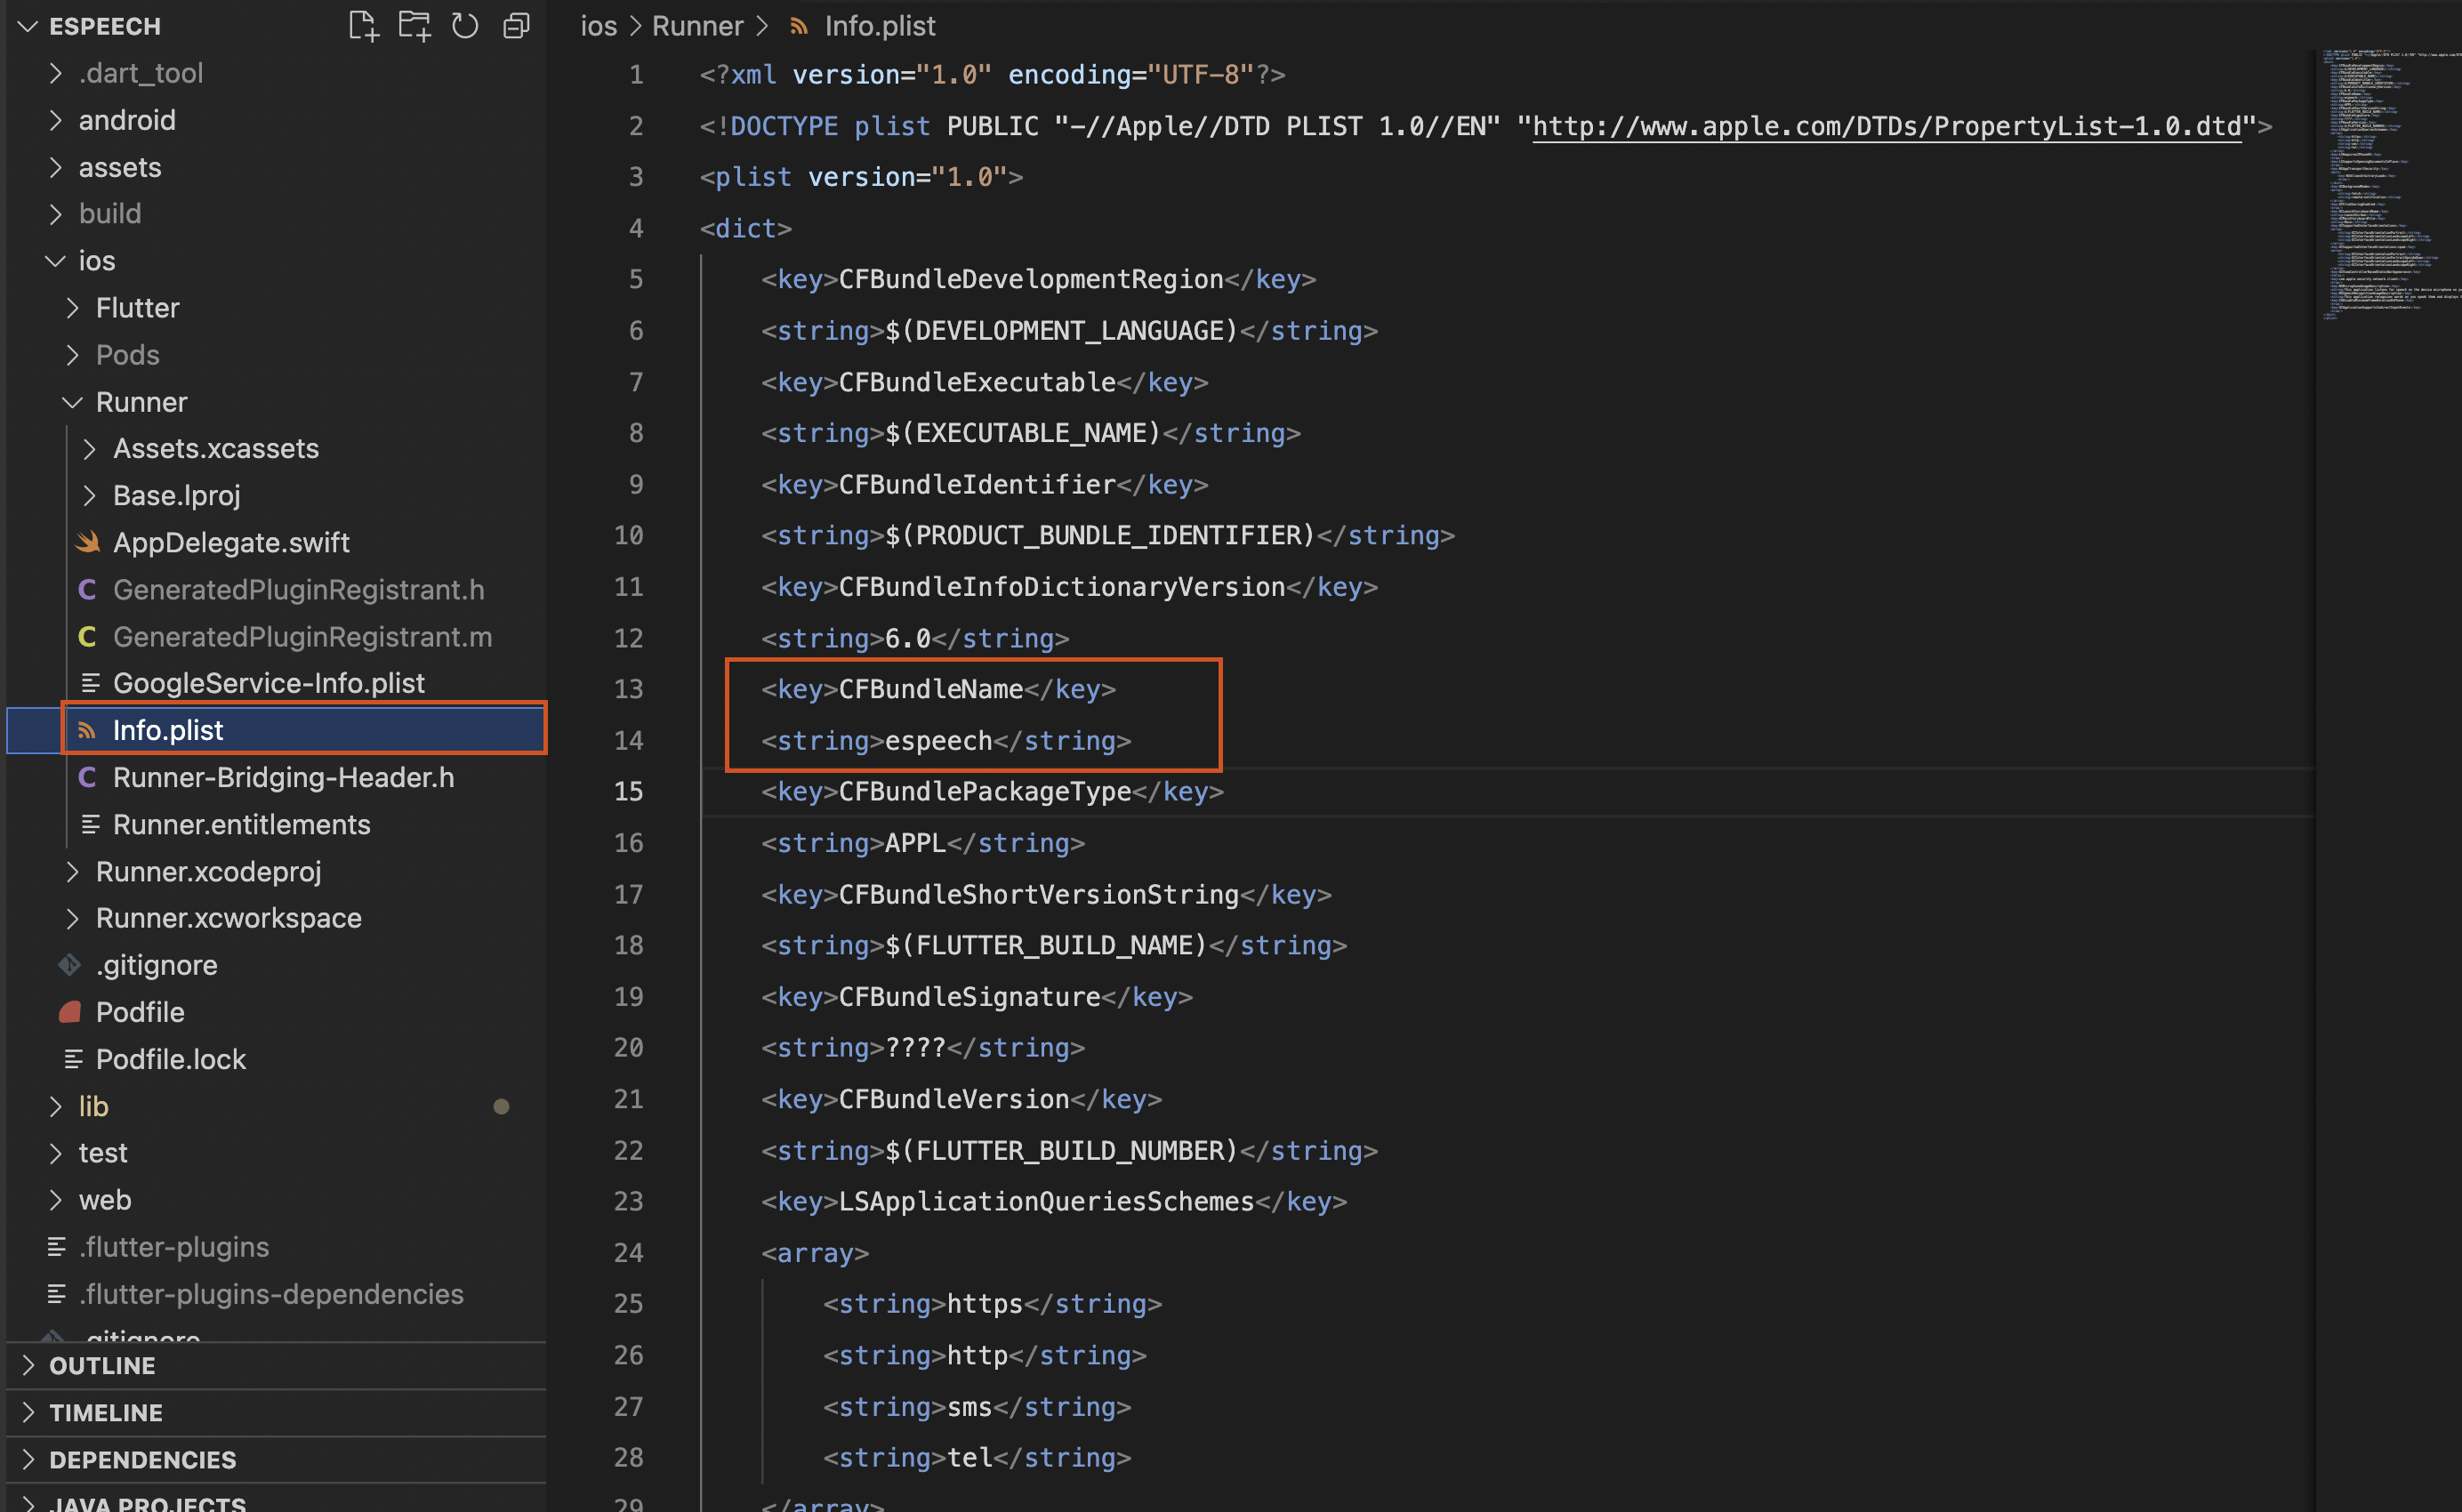 ESPEECH
.dart_tool
android
assets
build
ios
Flutter
Pods
Runner
Assets.xcassets
Base.lproj
AppDelegate.swift
C GeneratedPluginRegistrant.h
C GeneratedPluginRegistrant.m
GoogleService-Info.plist
Info.plist
C Runner-Bridging-Header.h
Runner.entitlements
Runner.xcodeproj
Runner.xcworkspace
.gitignore
Podfile
Podfile.lock
lib
test
web
.flutter-plugins
.flutter-plugins-dependencies
.gitignore
OUTLINE
TIMELINE
DEPENDENCIES
JAVA PROJECTS
ios > Runner > Info.plist
1 <?xml version="1.0" encoding="UTF-8"?>
2 <!DOCTYPE plist PUBLIC "-//Apple//DTD PLIST 1.0//EN" "http://www.apple.com/DTDs/PropertyList-1.0.dtd">
3 <plist version="1.0">
4 <dict>
5 <key>CFBundleDevelopmentRegion</key>
6 <string>$(DEVELOPMENT_LANGUAGE)</string>
7 <key>CFBundleExecutable</key>
8 <string>$(EXECUTABLE_NAME)</string>
9 <key>CFBundleIdentifier</key>
10 <string>$(PRODUCT_BUNDLE_IDENTIFIER)</string>
11 <key>CFBundleInfoDictionaryVersion</key>
12 <string>6.0</string>
13 <key>CFBundleName</key>
14 <string>espeech</string>
15 <key>CFBundlePackageType</key>
16 <string>APPL</string>
17 <key>CFBundleShortVersionString</key>
18 <string>$(FLUTTER_BUILD_NAME)</string>
19 <key>CFBundleSignature</key>
20 <string>????</string>
21 <key>CFBundleVersion</key>
22 <string>$(FLUTTER_BUILD_NUMBER)</string>
23 <key>LSApplicationQueriesSchemes</key>
24 <array>
25 <string>https</string>
26 <string>http</string>
27 <string>sms</string>
28 <string>tel</string>
29 </array>